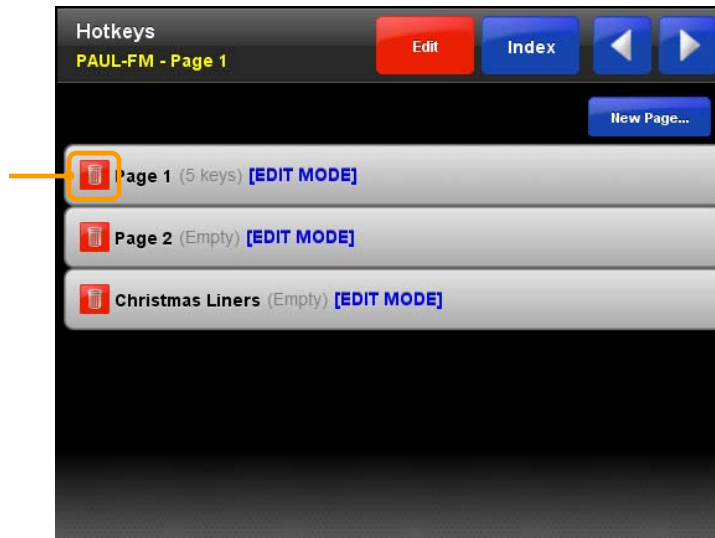 Hotkeys
PAUL-FM - Page 1
Edit
Index
New Page...
Page 1 (5 keys) [EDIT MODE]
Page 2 (Empty) [EDIT MODE]
Christmas Liners (Empty) [EDIT MODE]